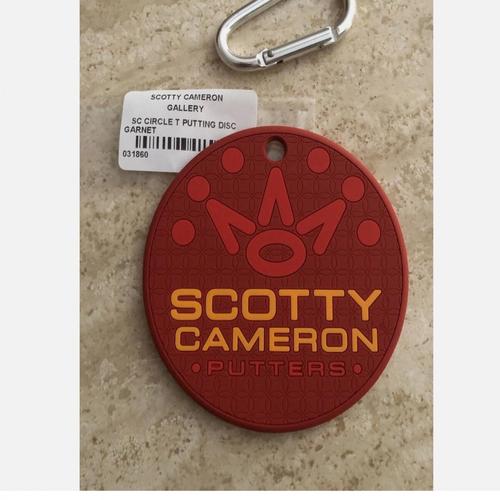 SCOTTY CAMERON
GALLERY
SC CIRCLE T PUTTING DISC
GARNET
031860
SCOTTY
CAMERON
•PUTTERS•